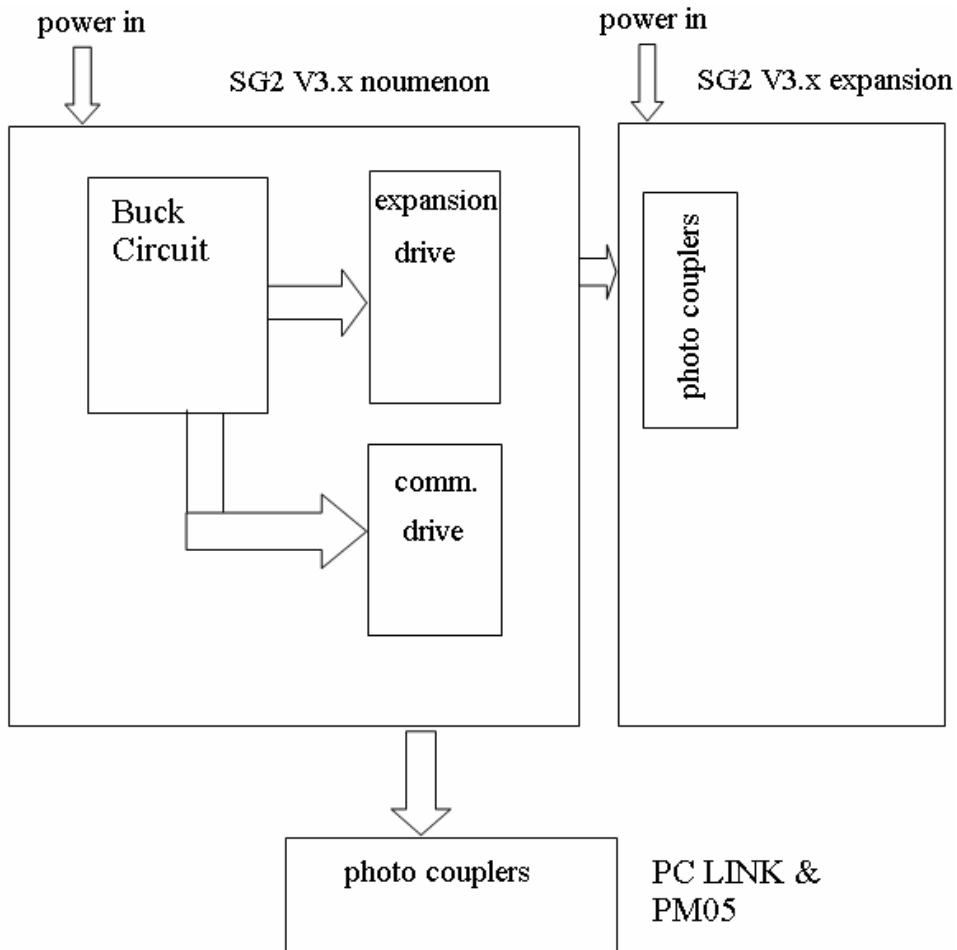 power in
power in
SG2 V3.x noumenon
SG2 V3.x expansion
Buck
Circuit
expansion
drive
photo couplers
comm.
drive
photo couplers
PC LINK &
PM05